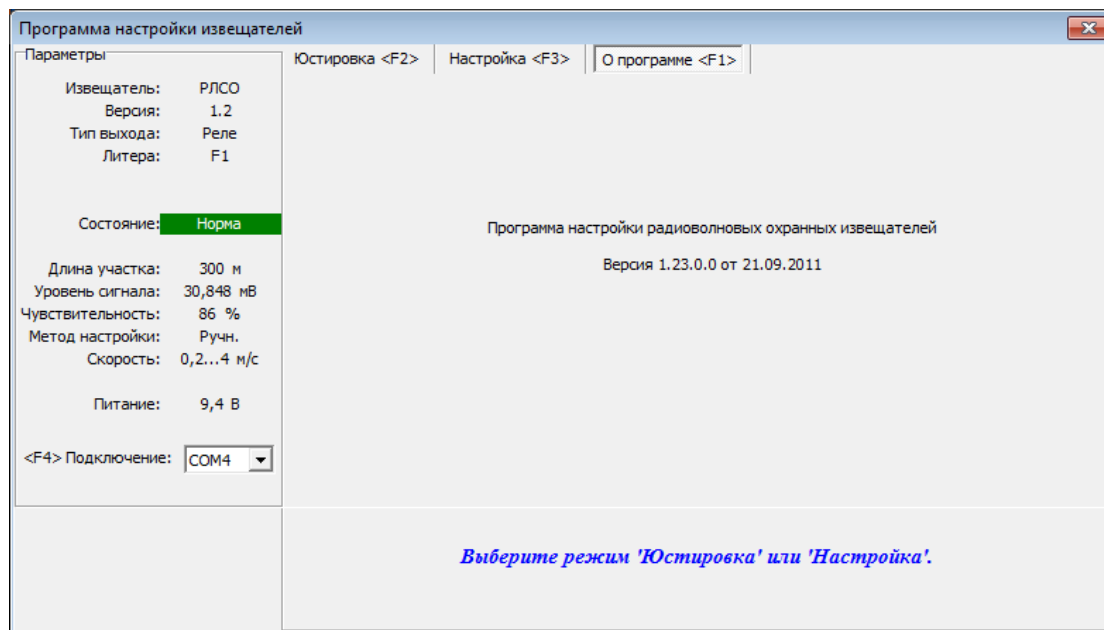 Программа настройки извещателей
Параметры
Извещатель: РЛСО
Версия: 1.2
Тип выхода: Реле
Литера: F1
Состояние: Норма
Длина участка: 300 м
Уровень сигнала: 30,848 мВ
Чувствительность: 86 %
Метод настройки: Ручн.
Скорость: 0,2...4 м/с
Питание: 9,4 В
<F4> Подключение: COM4
Юстировка <F2> Настройка <F3> О программе <F1>
Программа настройки радиоволновых охранных извещателей
Версия 1.23.0.0 от 21.09.2011
Выберите режим 'Юстировка' или 'Настройка'.